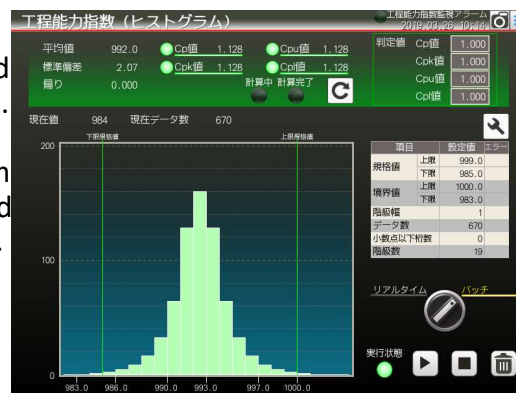 工程能力指数(ヒストグラム)
工程能力指数監視アラーム
2018.03.26 10:14
平均値 992.0 Cp値 1.128 Cpu値 1.128
標準偏差 2.07 Cpk値 1.128 Cpl値 1.128
偏り 0.000 計算中 計算完了
判定値 Cp値 1.000
Cpk値 1.000
Cpu値 1.000
Cpl値 1.000
d
.
m
d
.
現在値 984 現在データ数 670
下限規格値 上限規格値
200
100
0
983.0 986.0 990.0 993.0 997.0 1000.0
項目 設定値 エラー
規格値 上限 999.0
下限 985.0
境界値 上限 1000.0
下限 983.0
階級幅 1
データ数 670
小数点以下桁数 0
階級数 19
リアルタイム バッチ
実行状態